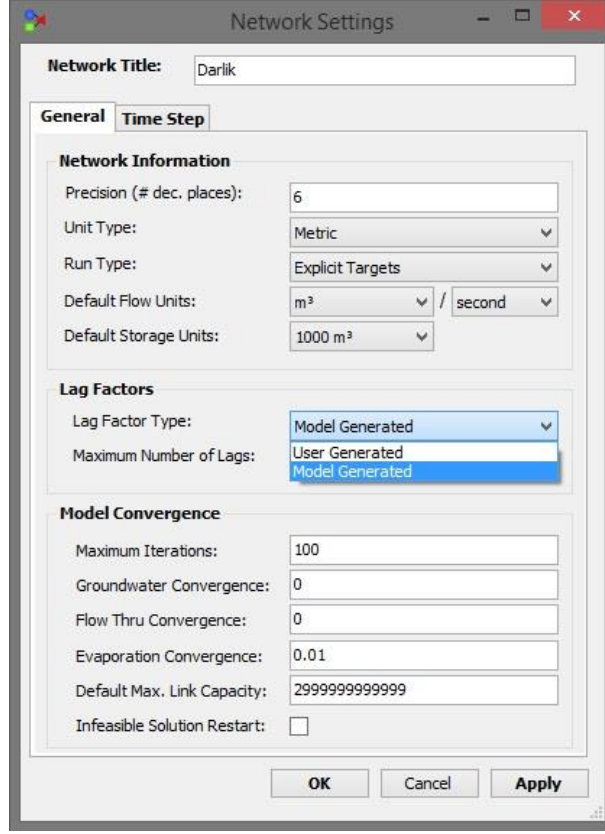 Network Settings
Network Title: Darlik
General Time Step
Network Information
Precision (# dec. places): 6
Unit Type: Metric
Run Type: Explicit Targets
Default Flow Units: m³ / second
Default Storage Units: 1000 m³
Lag Factors
Lag Factor Type: Model Generated
User Generated
Maximum Number of Lags:
Model Generated
Model Convergence
Maximum Iterations: 100
Groundwater Convergence: 0
Flow Thru Convergence: 0
Evaporation Convergence: 0.01
Default Max. Link Capacity: 2999999999999
Infeasible Solution Restart:
OK Cancel Apply